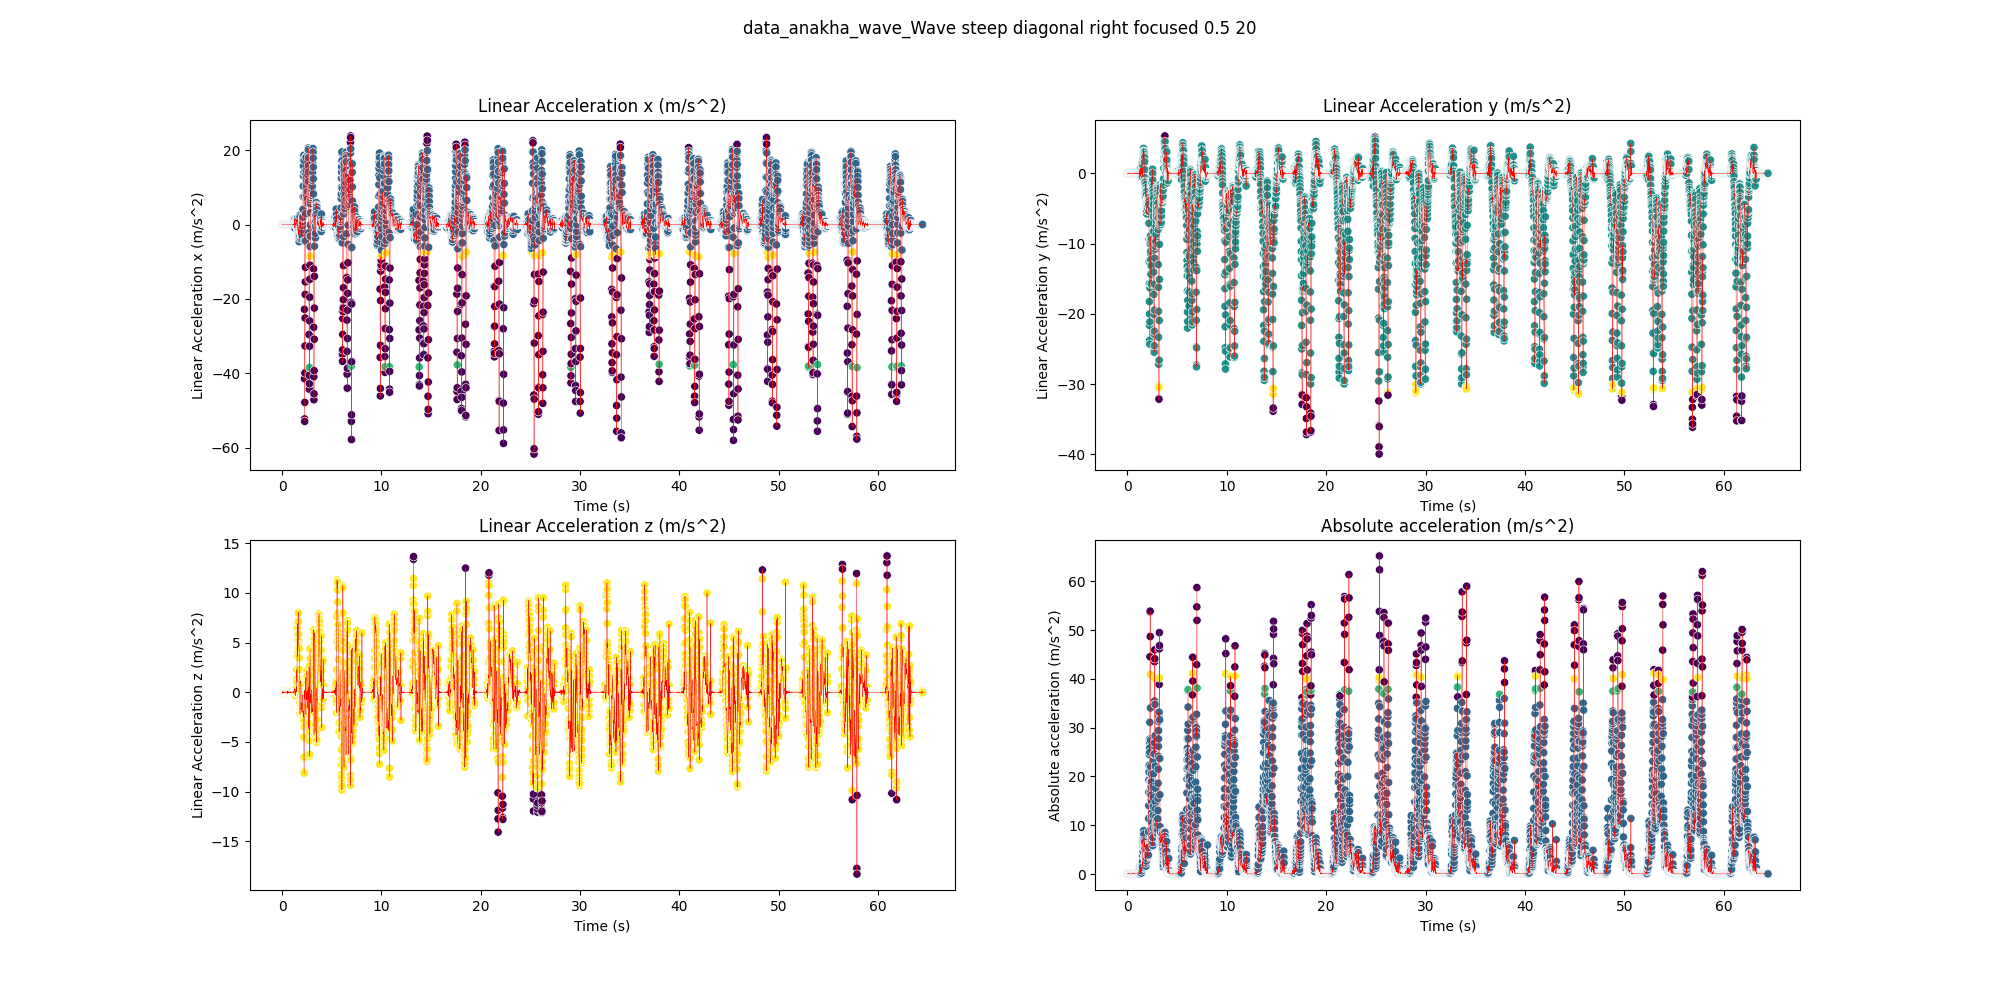 data_anakha_wave_Wave steep diagonal right focused 0.5 20
Linear Acceleration x (m/s^2)
Linear Acceleration x (m/s^2)
20
0
−20
−40
−60
0 10 20 30 40 50 60
Time (s)
Linear Acceleration y (m/s^2)
Linear Acceleration y (m/s^2)
0
−10
−20
−30
−40
0 10 20 30 40 50 60
Time (s)
Linear Acceleration z (m/s^2)
Linear Acceleration z (m/s^2)
15
10
5
0
−5
−10
−15
0 10 20 30 40 50 60
Time (s)
Absolute acceleration (m/s^2)
Absolute acceleration (m/s^2)
60
50
40
30
20
10
0
0 10 20 30 40 50 60
Time (s)